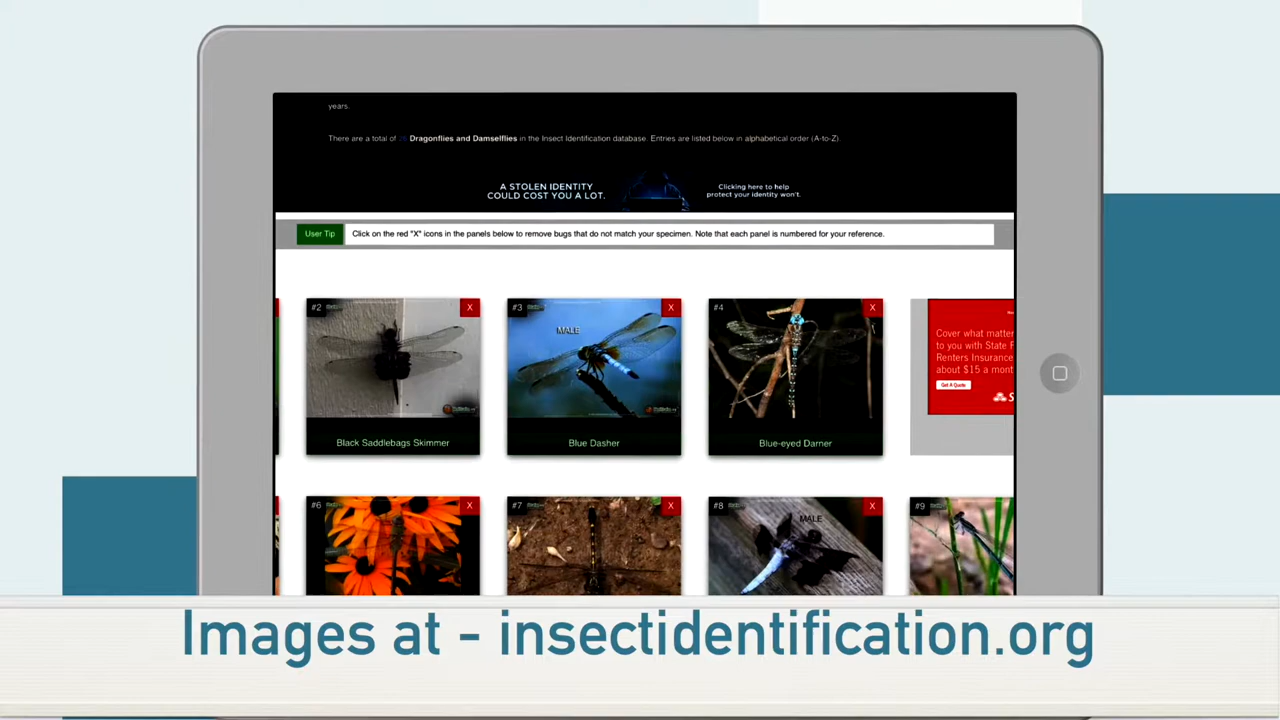 years.
There are a total of Dragonflies and Damselflies in the Insect Identification database. Entries are listed below in alphabetical order (A-to-Z).
A STOLEN IDENTITY
COULD COST YOU A LOT.
Clicking here to help
protect your identity won't.
User Tip
Click on the red "X" icons in the panels below to remove bugs that do not match your specimen. Note that each panel is numbered for your reference.
#2 X
#3 X
#4 X
MALE
Cover what matter
to you with State F
Renters Insurance
about $15 a mont
Get A Quote
S
Black Saddlebags Skimmer
Blue Dasher
Blue-eyed Darner
#6 X
#7 X
#8 X
#9
MALE
Images at - insectidentification.org